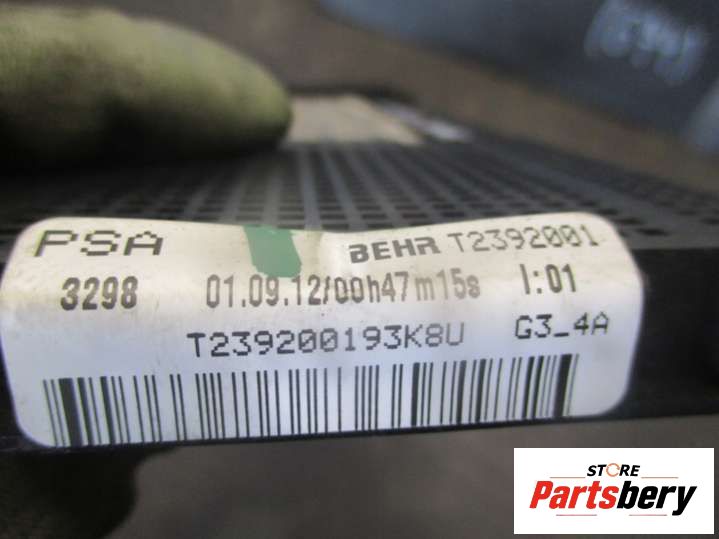 PSA BEHR T2392001
3298 01.09.12/00h47m15s I:01
T239200193K8U G3_4A
STORE
Partsbery